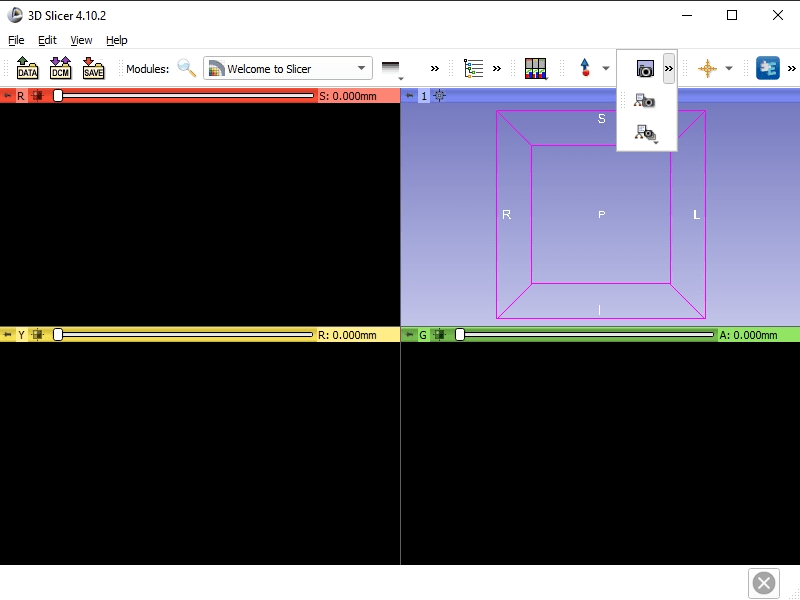 3D Slicer 4.10.2
File Edit View Help
DATA DCM SAVE Modules: Welcome to Slicer
R S: 0.000mm 1
S
R P L
I
Y R: 0.000mm G A: 0.000mm